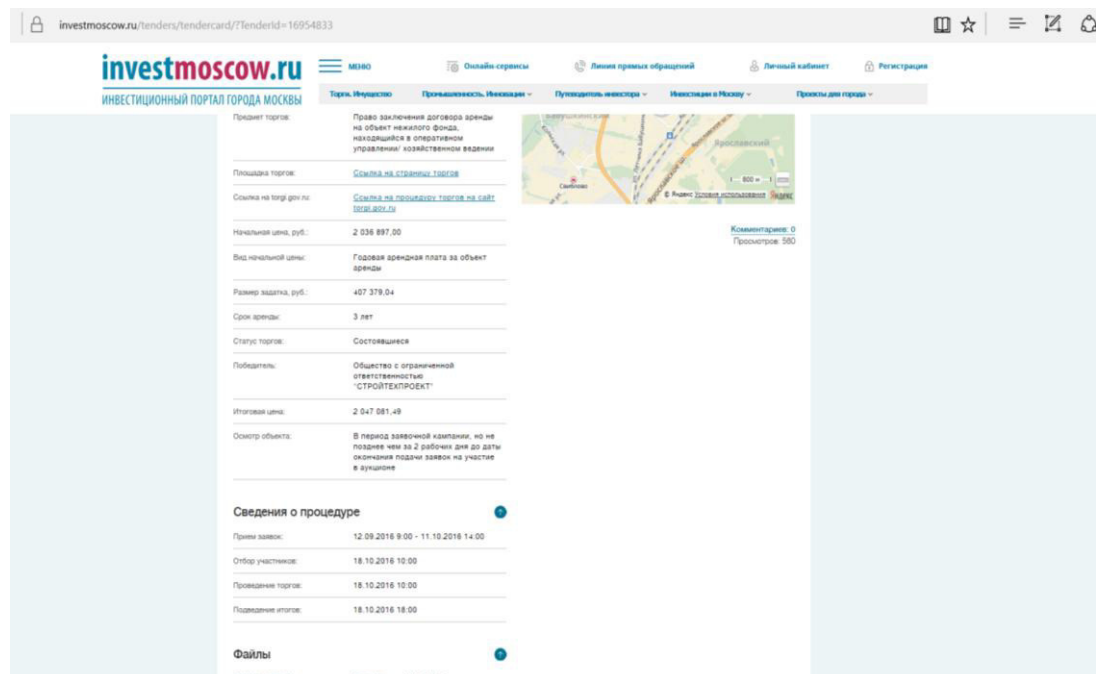 investmoscow.ru/tenders/tendercard/?TenderId=16954833
investmoscow.ru
ИНВЕСТИЦИОННЫЙ ПОРТАЛ ГОРОДА МОСКВЫ
МЕНЮ
Онлайн-сервисы
Линия прямых обращений
Личный кабинет
Регистрация
Торги. Имущество
Промышленность. Инновации
Путеводитель инвестора
Инвестиции в Москву
Проекты для города
Предмет торгов:
Право заключения договора аренды
на объект нежилого фонда,
находящийся в оперативном
управлении/ хозяйственном ведении
Площадка торгов:
Ссылка на страницу торгов
Ссылка на torgi.gov.ru:
Ссылка на процедуру торгов на сайт
torgi.gov.ru
Начальная цена, руб.:
2 036 897,00
Вид начальной цены:
Годовая арендная плата за объект
аренды
Размер задатка, руб.:
407 379,04
Срок аренды:
3 лет
Статус торгов:
Состоявшиеся
Победитель:
Общество с ограниченной
ответственностью
"СТРОЙТЕХПРОЕКТ"
Итоговая цена:
2 047 081,49
Осмотр объекта:
В период заявочной кампании, но не
позднее чем за 2 рабочих дня до даты
окончания подачи заявок на участие
в аукционе
Ярославский
Свиблово
800 м
© Яндекс Условия использования Яндекс
Комментариев: 0
Просмотров: 580
Сведения о процедуре
Прием заявок:
12.09.2016 9:00 - 11.10.2016 14:00
Отбор участников:
18.10.2016 10:00
Проведение торгов:
18.10.2016 10:00
Подведение итогов:
18.10.2016 18:00
Файлы